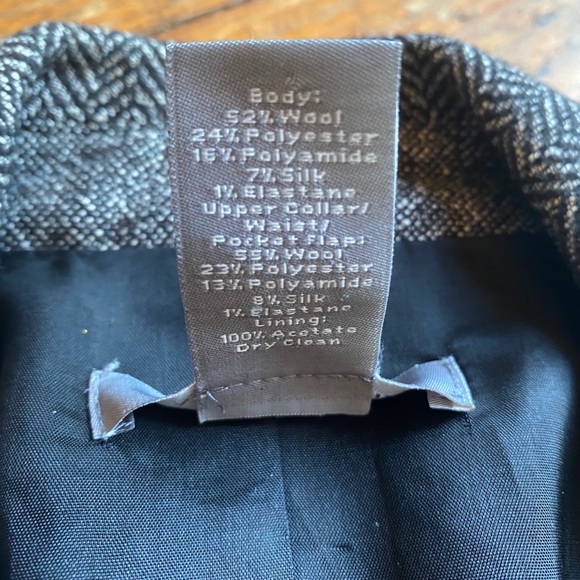 Body:
52% Wool
24% Polyester
16% Polyamide
7% Silk
1% Elastane
Upper Collar/
Waist/
Pocket Flap:
55% Wool
23% Polyester
13% Polyamide
8% Silk
1% Elastane
Lining:
100% Acetate
Dry Clean